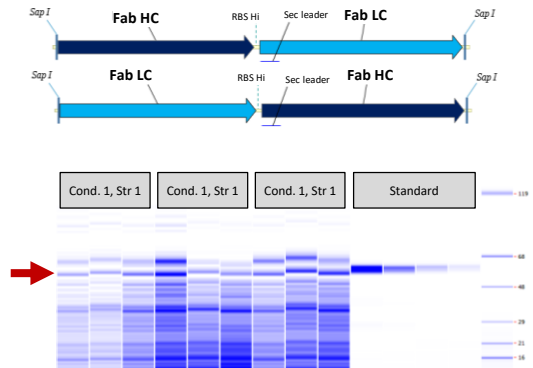 Sap I
Fab HC
RBS Hi
Sec leader
Fab LC
Sap I
Sap I
Fab LC
RBS Hi
Sec leader
Fab HC
Sap I
Cond. 1, Str 1
Cond. 1, Str 1
Cond. 1, Str 1
Standard
119
68
48
29
21
16